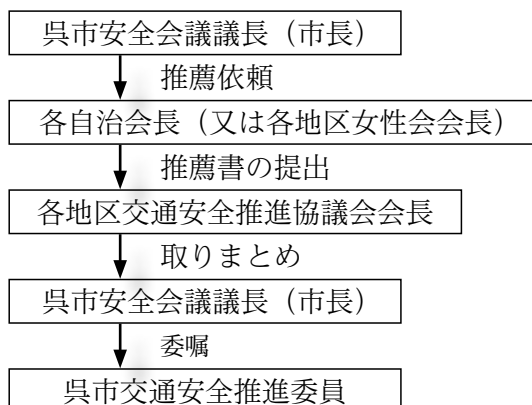 呉市安全会議議長（市長）
推薦依頼
各自治会長（又は各地区女性会会長）
推薦書の提出
各地区交通安全推進協議会会長
取りまとめ
呉市安全会議議長（市長）
委嘱
呉市交通安全推進委員